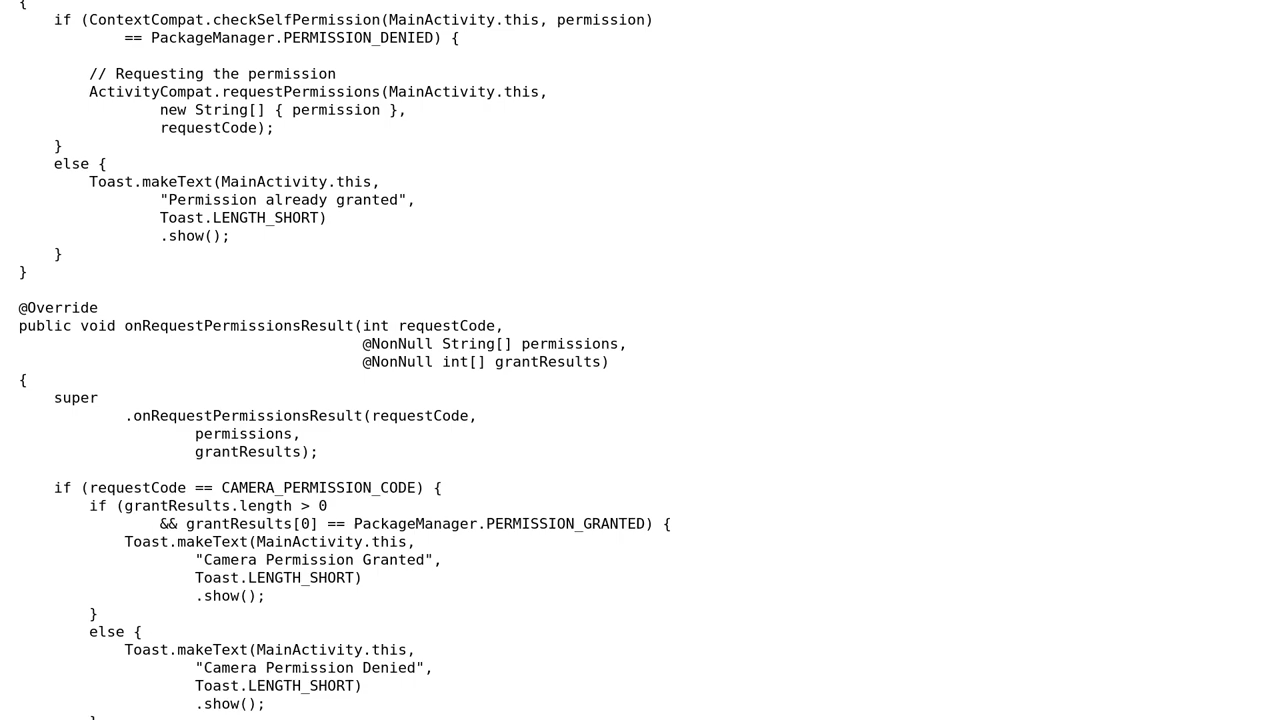 {
    if (ContextCompat.checkSelfPermission(MainActivity.this, permission)
            == PackageManager.PERMISSION_DENIED) {

        // Requesting the permission
        ActivityCompat.requestPermissions(MainActivity.this,
                new String[] { permission },
                requestCode);
    }
    else {
        Toast.makeText(MainActivity.this,
                "Permission already granted",
                Toast.LENGTH_SHORT)
                .show();
    }
}

@Override
public void onRequestPermissionsResult(int requestCode,
                                       @NonNull String[] permissions,
                                       @NonNull int[] grantResults)
{
    super
            .onRequestPermissionsResult(requestCode,
                    permissions,
                    grantResults);

    if (requestCode == CAMERA_PERMISSION_CODE) {
        if (grantResults.length > 0
                && grantResults[0] == PackageManager.PERMISSION_GRANTED) {
            Toast.makeText(MainActivity.this,
                    "Camera Permission Granted",
                    Toast.LENGTH_SHORT)
                    .show();
        }
        else {
            Toast.makeText(MainActivity.this,
                    "Camera Permission Denied",
                    Toast.LENGTH_SHORT)
                    .show();
        }